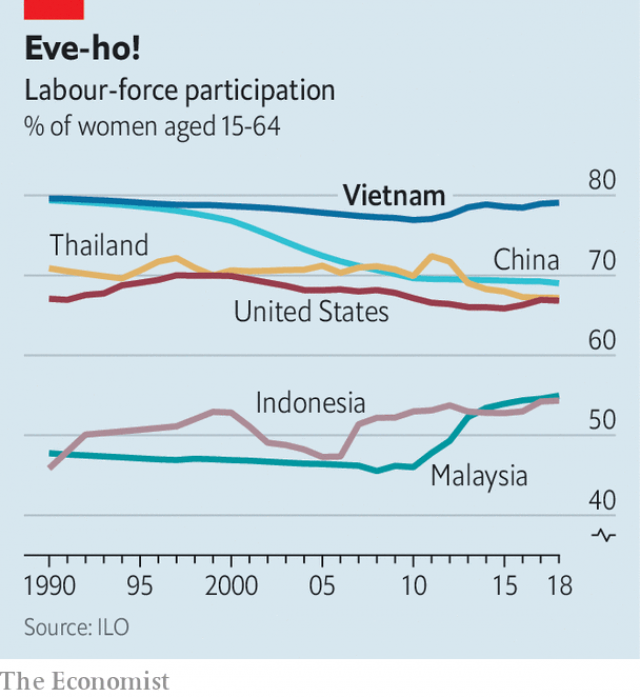 Eve-ho!
Labour-force participation
% of women aged 15-64
80
Vietnam
Thailand
China
70
United States
60
Indonesia
50
Malaysia
40
1990 95 2000 05 10 15 18
Source: ILO
The Economist